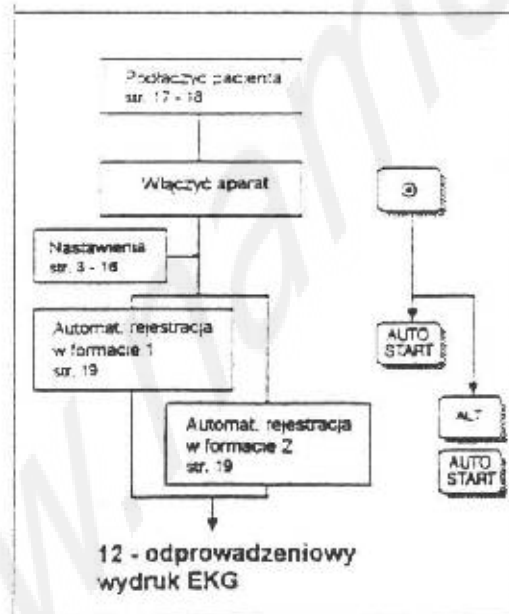 Podłączyć pacjenta
str. 17 - 18
Włączyć aparat
Nastawienia
str. 3 - 16
Automat. rejestracja
w formacie 1
str. 19
AUTO
START
Automat. rejestracja
w formacie 2
str. 19
ALT
AUTO
START
12 - odprowadzeniowy
wydruk EKG